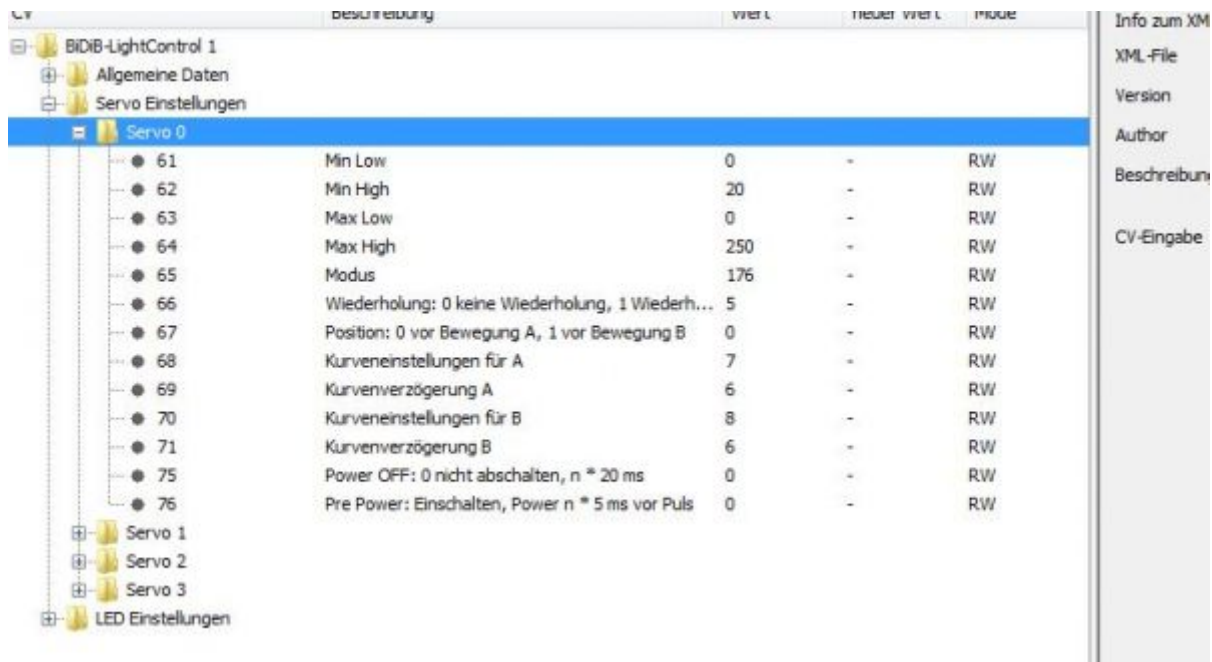 CV Beschreibung Wert neuer Wert Mode
BiDiB-LightControl 1
Allgemeine Daten
Servo Einstellungen
Servo 0
61 Min Low 0 - RW
62 Min High 20 - RW
63 Max Low 0 - RW
64 Max High 250 - RW
65 Modus 176 - RW
66 Wiederholung: 0 keine Wiederholung, 1 Wiederh... 5 - RW
67 Position: 0 vor Bewegung A, 1 vor Bewegung B 0 - RW
68 Kurveneinstellungen für A 7 - RW
69 Kurvenverzögerung A 6 - RW
70 Kurveneinstellungen für B 8 - RW
71 Kurvenverzögerung B 6 - RW
75 Power OFF: 0 nicht abschalten, n * 20 ms 0 - RW
76 Pre Power: Einschalten, Power n * 5 ms vor Puls 0 - RW
Servo 1
Servo 2
Servo 3
LED Einstellungen
Info zum XM
XML-File
Version
Author
Beschreibung
CV-Eingabe